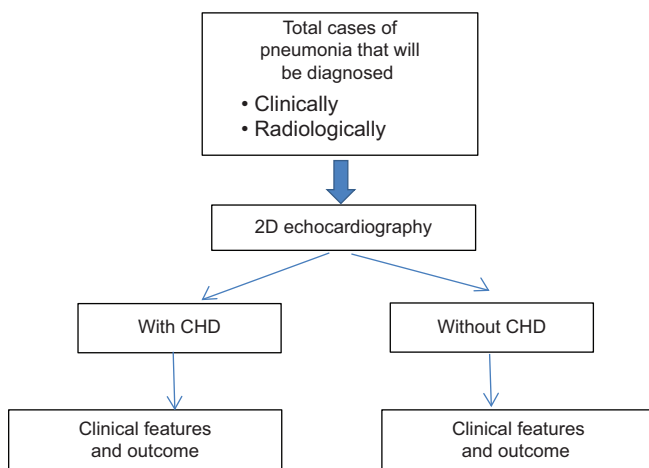 Total cases of
pneumonia that will
be diagnosed
• Clinically
• Radiologically
2D echocardiography
With CHD
Without CHD
Clinical features
and outcome
Clinical features
and outcome